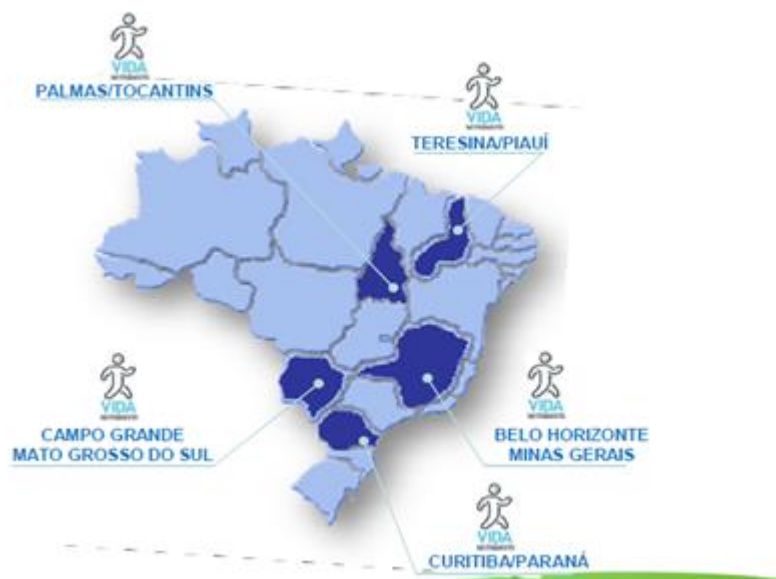 VIDA
PALMAS/TOCANTINS
VIDA
TERESINA/PIAUÍ
VIDA
CAMPO GRANDE
MATO GROSSO DO SUL
VIDA
BELO HORIZONTE
MINAS GERAIS
VIDA
CURITIBA/PARANÁ